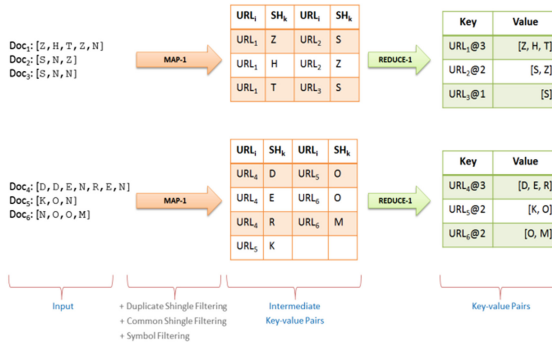 Doc1: [Z, H, T, Z, N]
Doc2: [S, N, Z]
Doc3: [S, N, N]
MAP-1
URLi SHk URLi SHk
URL1 Z URL2 S
URL1 H URL2 Z
URL1 T URL3 S
REDUCE-1
Key Value
URL1@3 [Z, H, T]
URL2@2 [S, Z]
URL3@1 [S]
Doc4: [D, D, E, N, R, E, N]
Doc5: [K, O, N]
Doc6: [N, O, O, M]
MAP-1
URLi SHk URLi SHk
URL4 D URL5 O
URL4 E URL6 O
URL4 R URL6 M
URL5 K
REDUCE-1
Key Value
URL4@3 [D, E, R]
URL5@2 [K, O]
URL6@2 [O, M]
Input
+ Duplicate Shingle Filtering
+ Common Shingle Filtering
+ Symbol Filtering
Intermediate
Key-value Pairs
Key-value Pairs